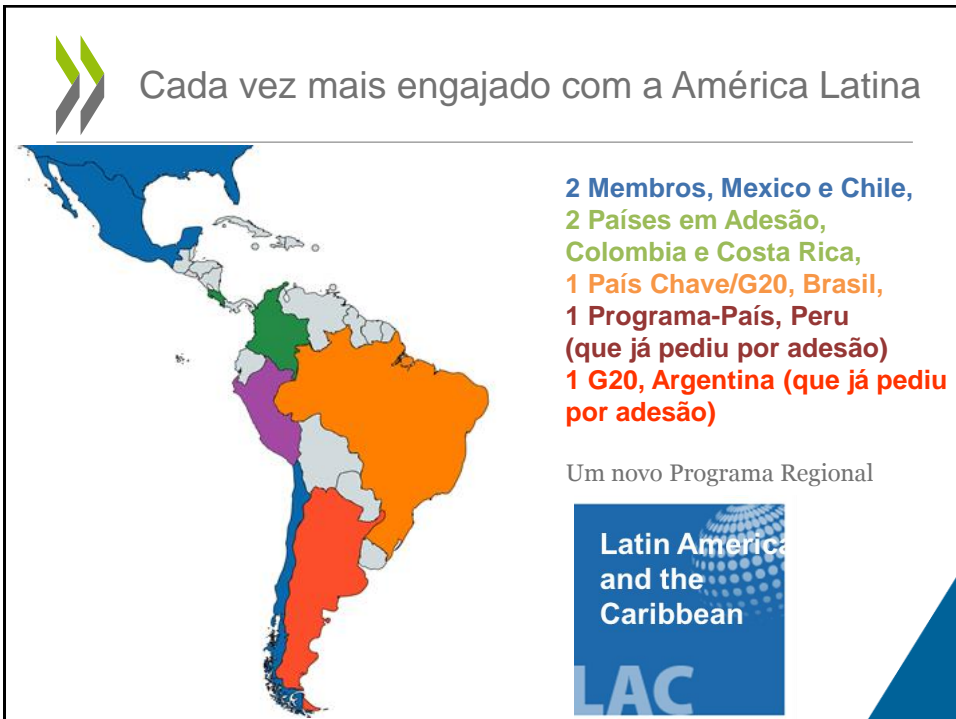 Cada vez mais engajado com a América Latina
2 Membros, Mexico e Chile,
2 Países em Adesão,
Colombia e Costa Rica,
1 País Chave/G20, Brasil,
1 Programa-País, Peru
(que já pediu por adesão)
1 G20, Argentina (que já pediu
por adesão)
Um novo Programa Regional
Latin America
and the
Caribbean
LAC